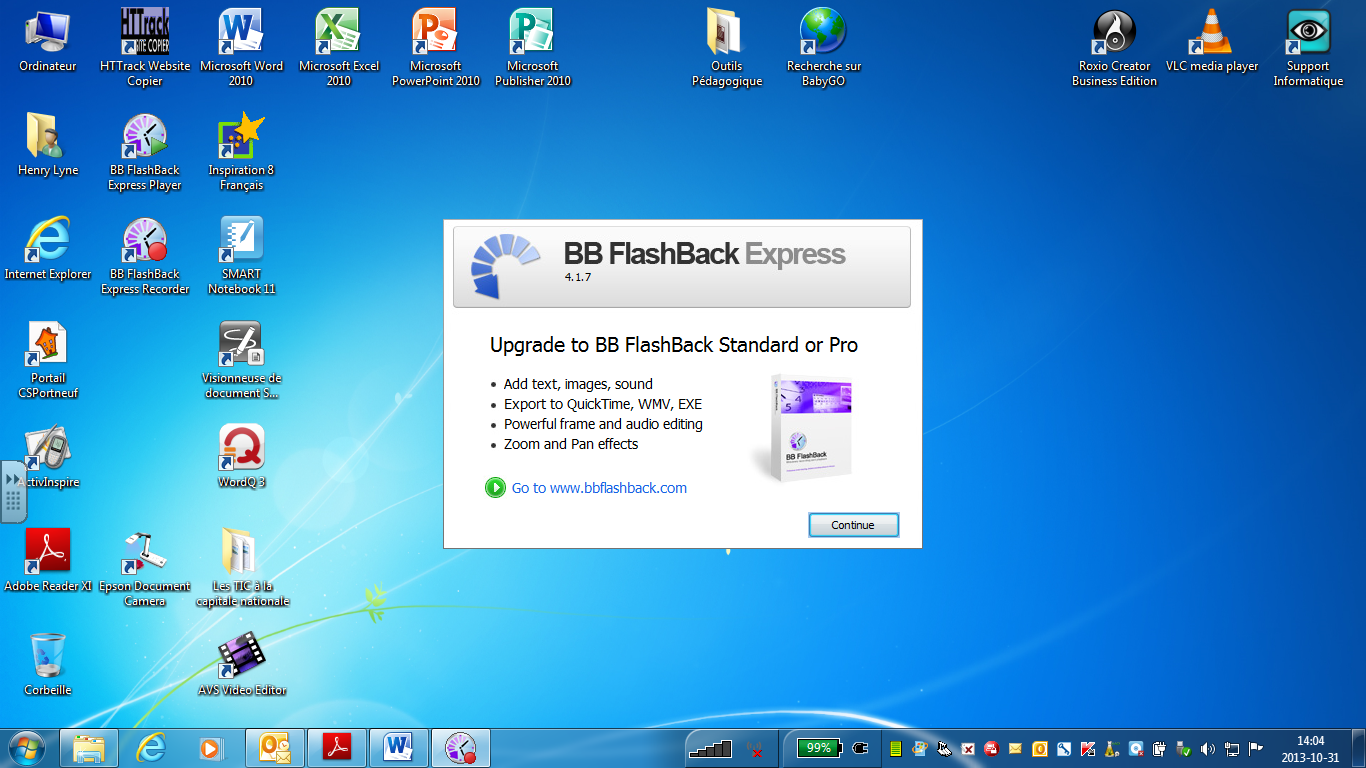 Ordinateur
HTTrack Website
Copier
Microsoft Word
2010
Microsoft Excel
2010
Microsoft
PowerPoint 2010
Microsoft
Publisher 2010
Outils
Pédagogique
Recherche sur
BabyGO
Roxio Creator
Business Edition
VLC media player
Support
Informatique
Henry Lyne
BB FlashBack
Express Player
Inspiration 8
Français
Internet Explorer
BB FlashBack
Express Recorder
SMART
Notebook 11
Portail
CSPortneuf
Visionneuse de
document S...
ActivInspire
WordQ 3
Adobe Reader XI
Epson Document
Camera
Les TIC à la
capitale nationale
Corbeille
AVS Video Editor
BB FlashBack Express
4.1.7
Upgrade to BB FlashBack Standard or Pro
• Add text, images, sound
• Export to QuickTime, WMV, EXE
• Powerful frame and audio editing
• Zoom and Pan effects
BB FlashBack
Go to www.bbflashback.com
Continue
99%
14:04
2013-10-31